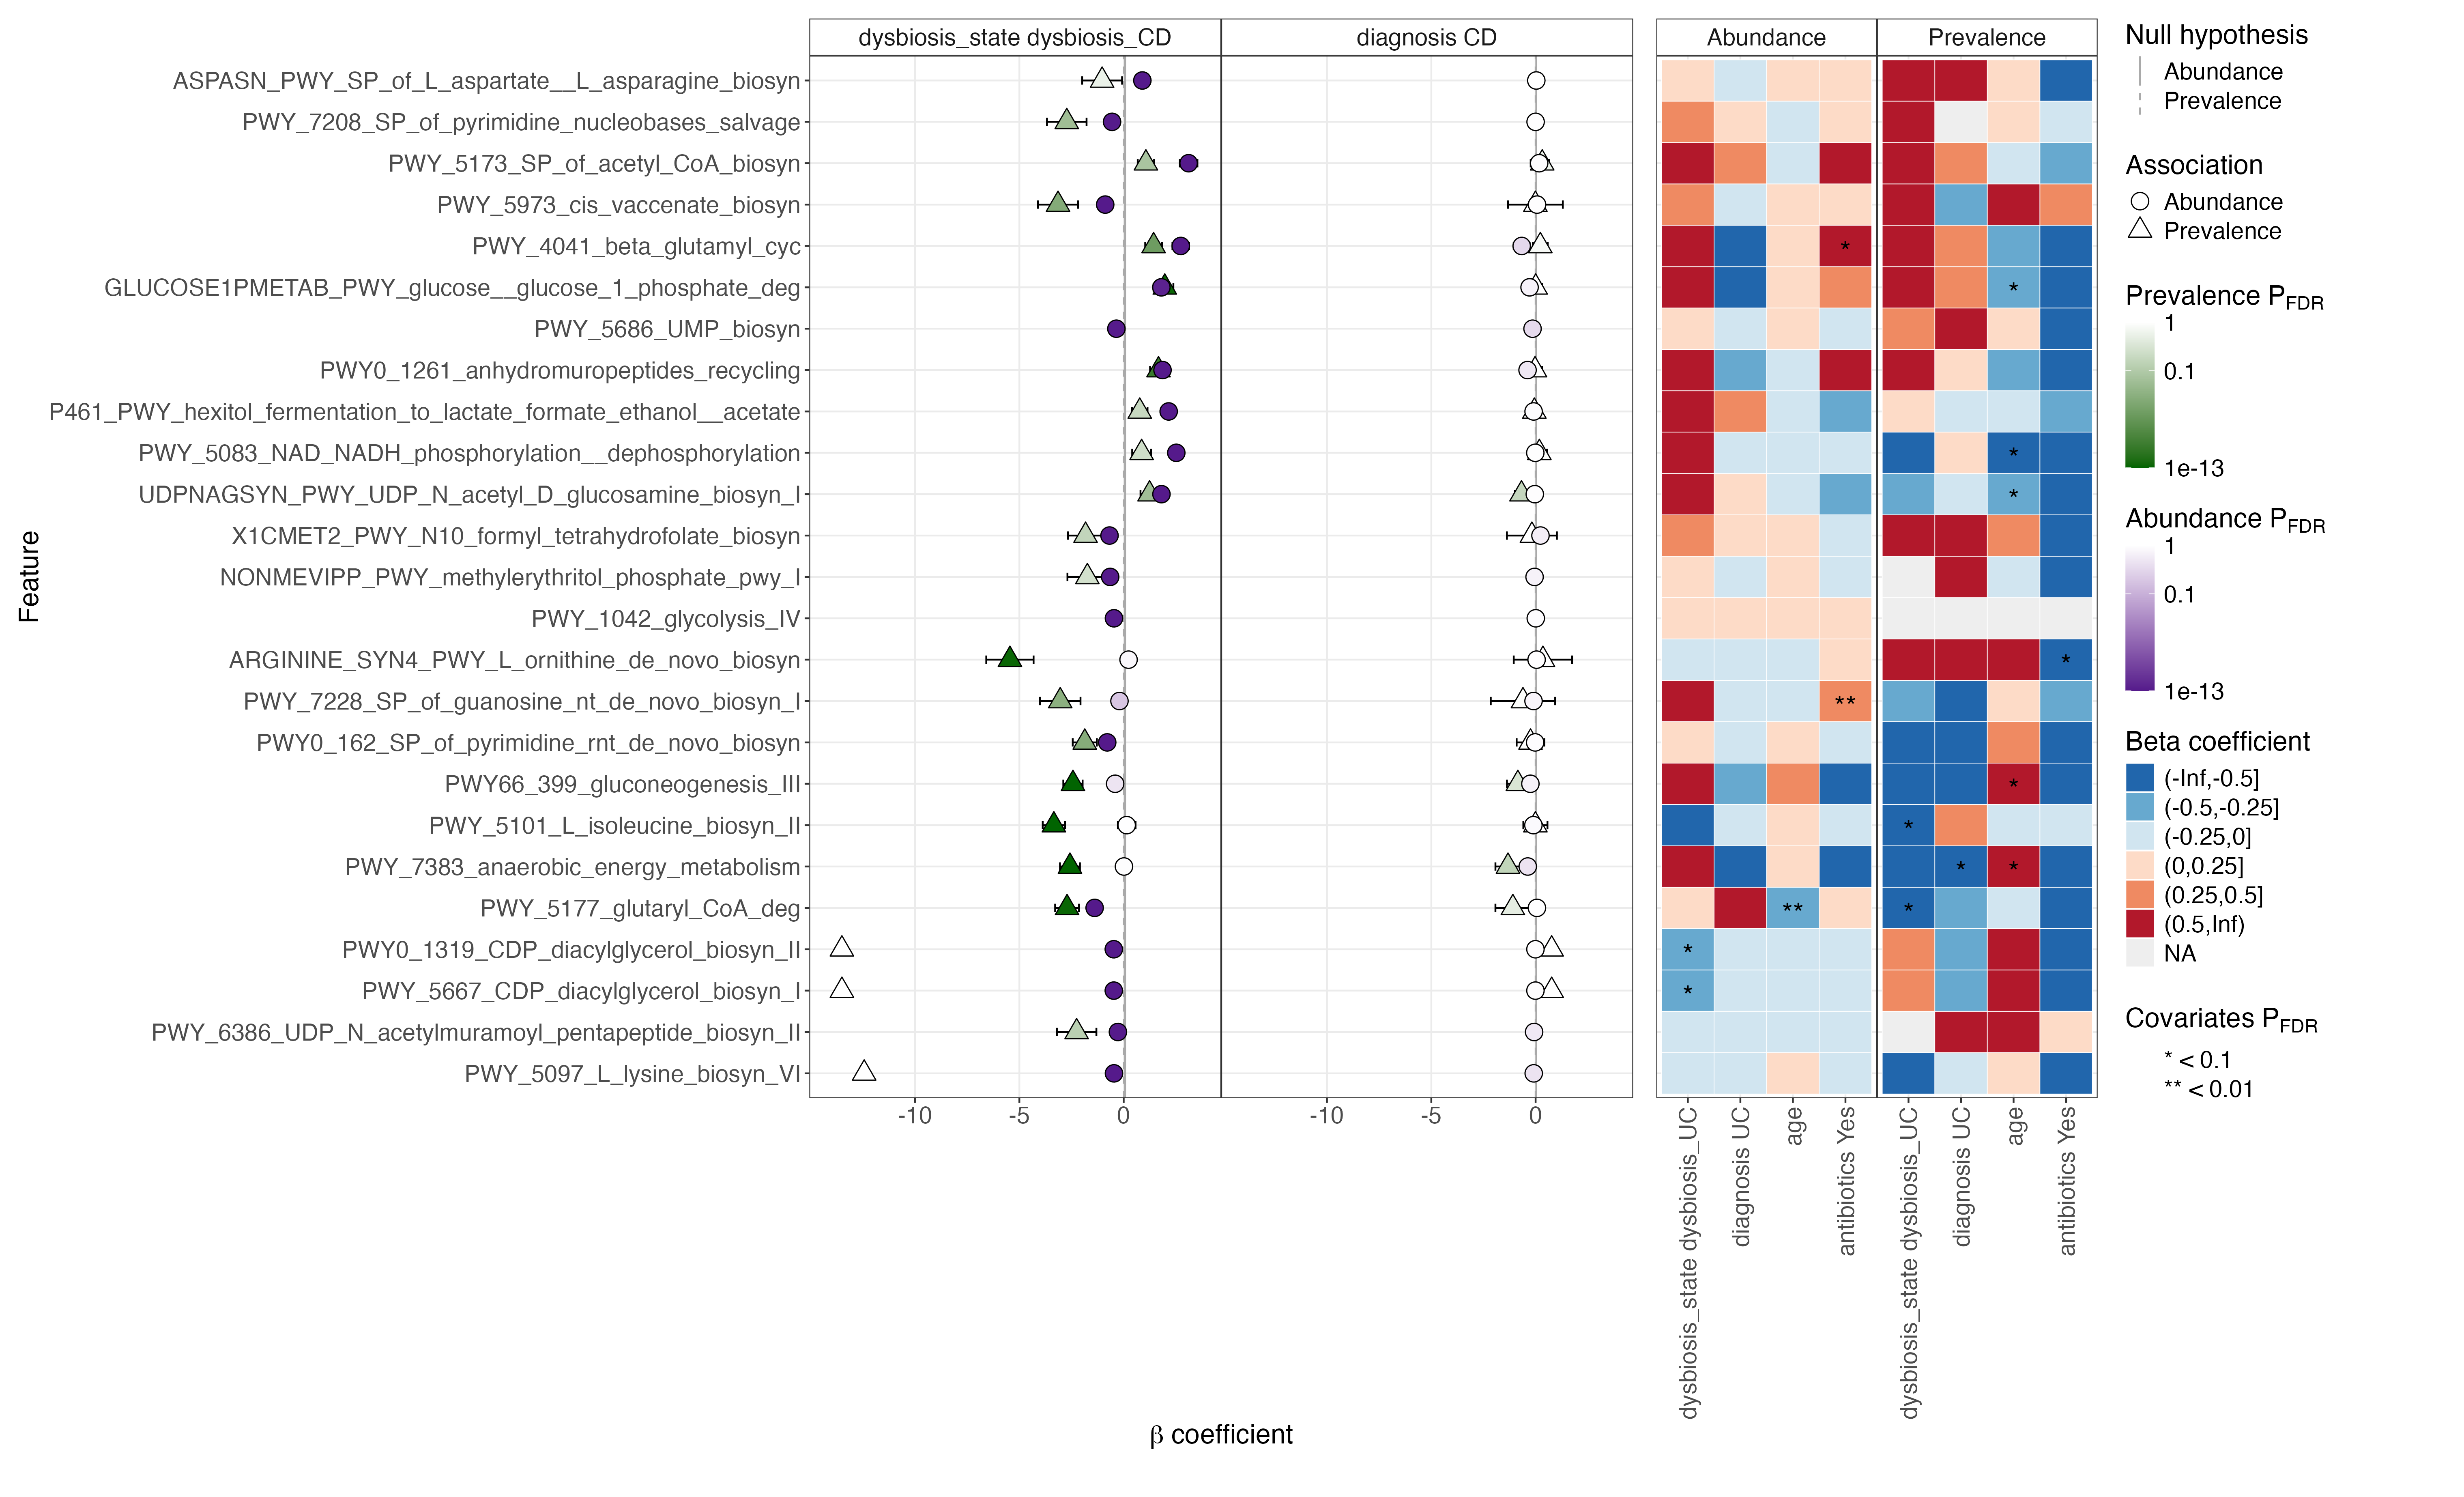 dysbiosis_state dysbiosis_CD
diagnosis CD
Abundance
Prevalence
Feature
ASPASN_PWY_SP_of_L_aspartate__L_asparagine_biosyn
PWY_7208_SP_of_pyrimidine_nucleobases_salvage
PWY_5173_SP_of_acetyl_CoA_biosyn
PWY_5973_cis_vaccenate_biosyn
PWY_4041_beta_glutamyl_cyc
GLUCOSE1PMETAB_PWY_glucose__glucose_1_phosphate_deg
PWY_5686_UMP_biosyn
PWY0_1261_anhydromuropeptides_recycling
P461_PWY_hexitol_fermentation_to_lactate_formate_ethanol__acetate
PWY_5083_NAD_NADH_phosphorylation__dephosphorylation
UDPNAGSYN_PWY_UDP_N_acetyl_D_glucosamine_biosyn_I
X1CMET2_PWY_N10_formyl_tetrahydrofolate_biosyn
NONMEVIPP_PWY_methylerythritol_phosphate_pwy_I
PWY_1042_glycolysis_IV
ARGININE_SYN4_PWY_L_ornithine_de_novo_biosyn
PWY_7228_SP_of_guanosine_nt_de_novo_biosyn_I
PWY0_162_SP_of_pyrimidine_rnt_de_novo_biosyn
PWY66_399_gluconeogenesis_III
PWY_5101_L_isoleucine_biosyn_II
PWY_7383_anaerobic_energy_metabolism
PWY_5177_glutaryl_CoA_deg
PWY0_1319_CDP_diacylglycerol_biosyn_II
PWY_5667_CDP_diacylglycerol_biosyn_I
PWY_6386_UDP_N_acetylmuramoyl_pentapeptide_biosyn_II
PWY_5097_L_lysine_biosyn_VI
*
*
*
*
**
*
*
*
*
*
*
**
*
*
*
-10
-5
0
-10
-5
0
β coefficient
dysbiosis_state dysbiosis_UC
diagnosis UC
age
antibiotics Yes
dysbiosis_state dysbiosis_UC
diagnosis UC
age
antibiotics Yes
Null hypothesis
Abundance
Prevalence
Association
Abundance
Prevalence
Prevalence PFDR
1
0.1
1e-13
Abundance PFDR
1
0.1
1e-13
Beta coefficient
(-Inf,-0.5]
(-0.5,-0.25]
(-0.25,0]
(0,0.25]
(0.25,0.5]
(0.5,Inf)
NA
Covariates PFDR
* < 0.1
** < 0.01